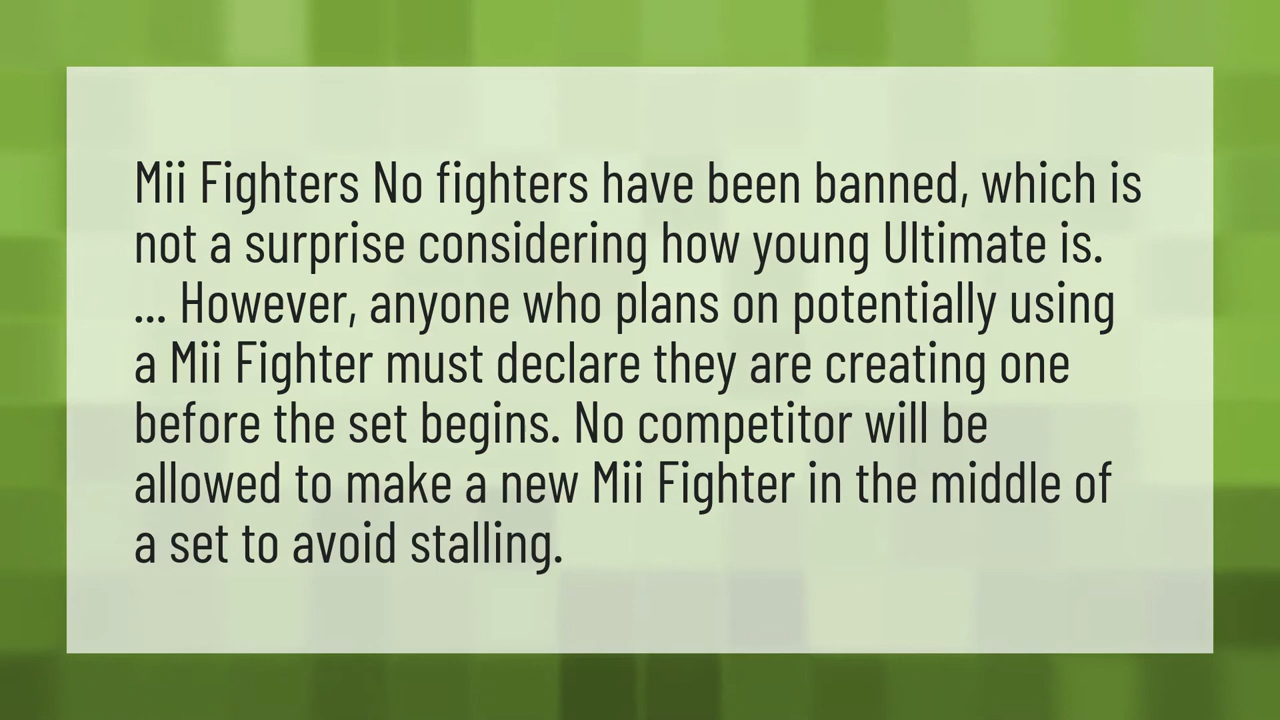 Mii Fighters No fighters have been banned, which is
not a surprise considering how young Ultimate is.
... However, anyone who plans on potentially using
a Mii Fighter must declare they are creating one
before the set begins. No competitor will be
allowed to make a new Mii Fighter in the middle of
a set to avoid stalling.